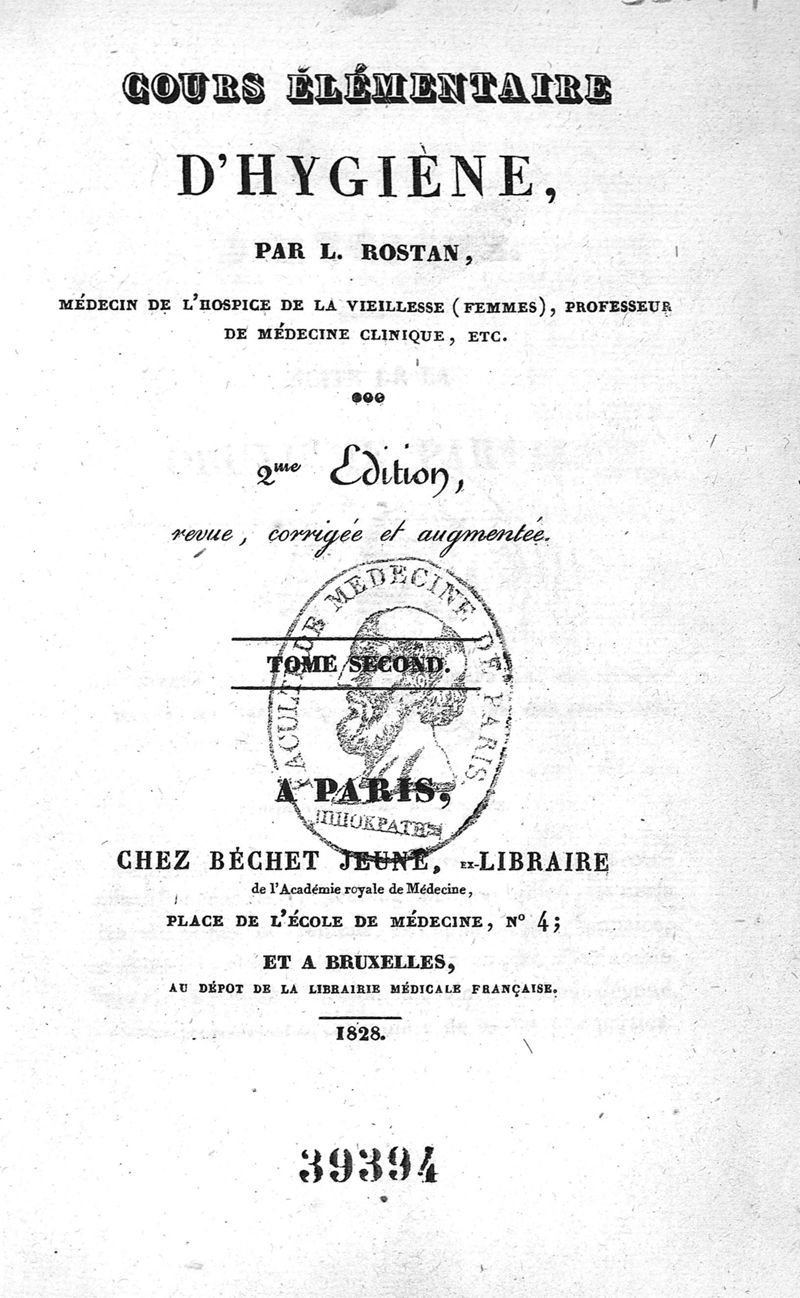 COURS ÉLÉMENTAIRE
D'HYGIÈNE,
PAR L. ROSTAN,
MÉDECIN DE L'HOSPICE DE LA VIEILLESSE (FEMMES), PROFESSEUR
DE MÉDECINE CLINIQUE, ETC.
2me Edition,
revue, corrigée et augmentée.
FACULTÉ DE MEDECINE DE PARIS
TOME SECOND.
A PARIS,
ΙΠΠΟΚΡΑΤΗΣ
CHEZ BÉCHET JEUNE, EX-LIBRAIRE
de l'Académie royale de Médecine,
PLACE DE L'ÉCOLE DE MÉDECINE, N° 4;
ET A BRUXELLES,
AU DÉPOT DE LA LIBRAIRIE MÉDICALE FRANÇAISE.
1828.
39394